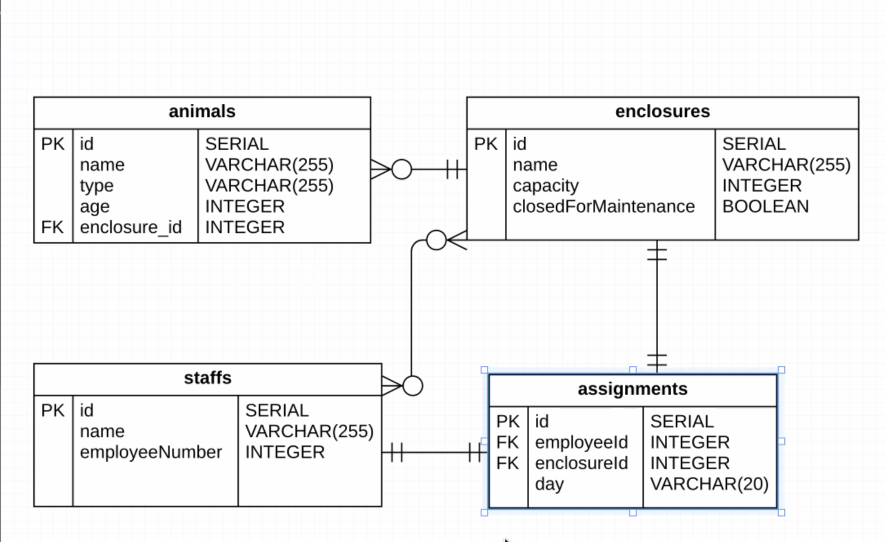 animals
PK id SERIAL
name VARCHAR(255)
type VARCHAR(255)
age INTEGER
FK enclosure_id INTEGER
enclosures
PK id SERIAL
name VARCHAR(255)
capacity INTEGER
closedForMaintenance BOOLEAN
staffs
PK id SERIAL
name VARCHAR(255)
employeeNumber INTEGER
assignments
PK id SERIAL
FK employeeId INTEGER
FK enclosureId INTEGER
day VARCHAR(20)